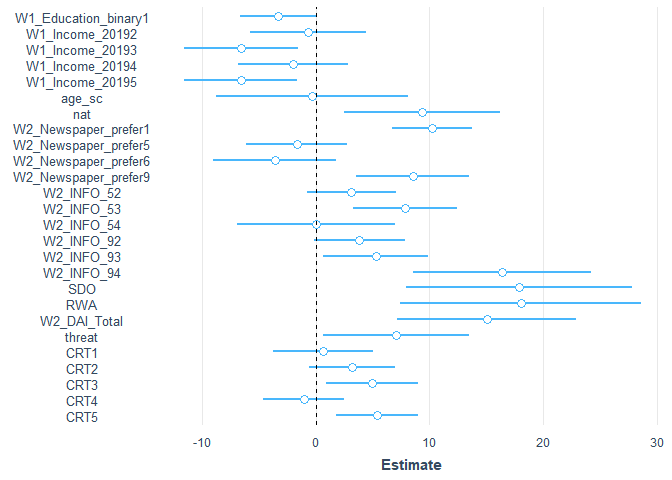 W1_Education_binary1
W1_Income_20192
W1_Income_20193
W1_Income_20194
W1_Income_20195
age_sc
nat
W2_Newspaper_prefer1
W2_Newspaper_prefer5
W2_Newspaper_prefer6
W2_Newspaper_prefer9
W2_INFO_52
W2_INFO_53
W2_INFO_54
W2_INFO_92
W2_INFO_93
W2_INFO_94
SDO
RWA
W2_DAI_Total
threat
CRT1
CRT2
CRT3
CRT4
CRT5
-10 0 10 20 30
Estimate